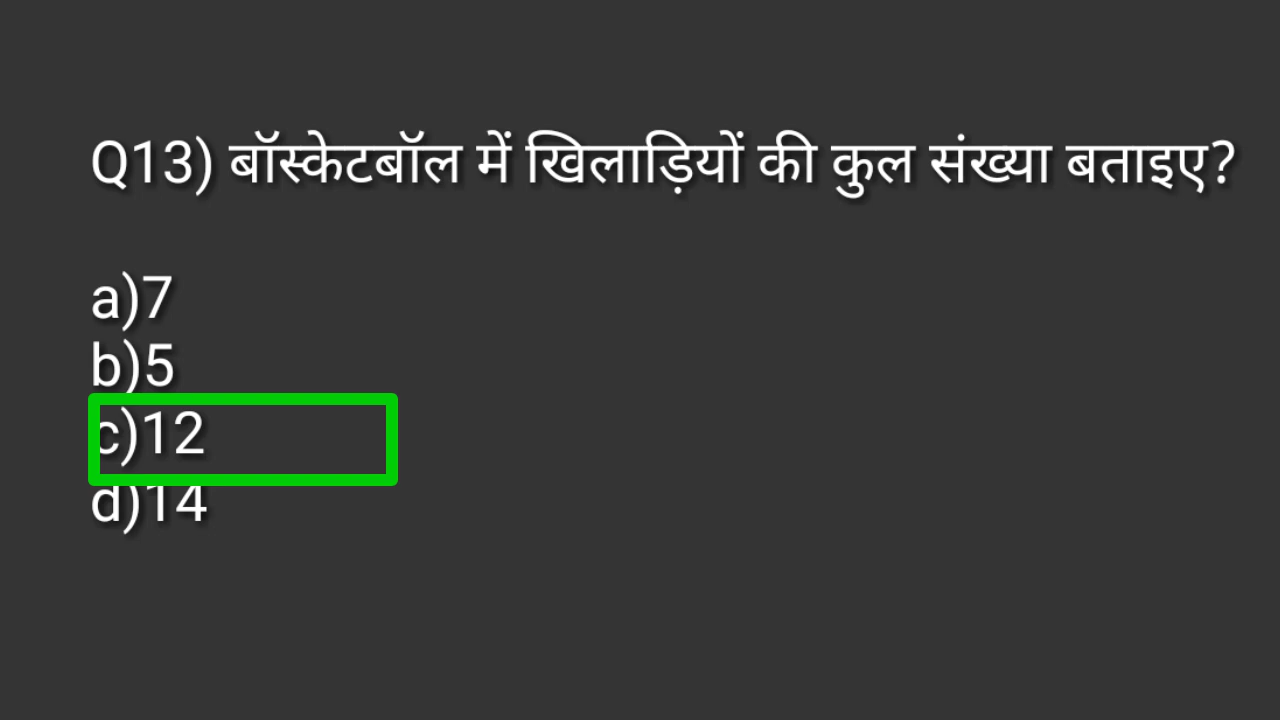 Q13) बॉस्केटबॉल में खिलाड़ियों की कुल संख्या बताइए?
a)7
b)5
c)12
d)14